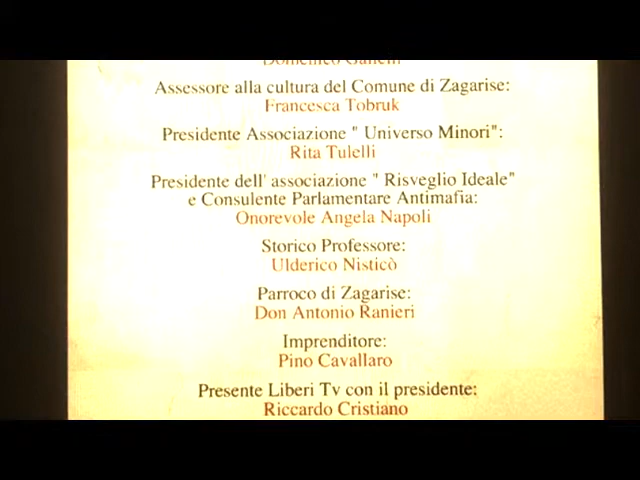 Assessore alla cultura del Comune di Zagarise:
Francesca Tobruk
Presidente Associazione " Universo Minori":
Rita Tulelli
Presidente dell' associazione " Risveglio Ideale"
e Consulente Parlamentare Antimafia:
Onorevole Angela Napoli
Storico Professore:
Ulderico Nisticò
Parroco di Zagarise:
Don Antonio Ranieri
Imprenditore:
Pino Cavallaro
Presente Liberi Tv con il presidente:
Riccardo Cristiano